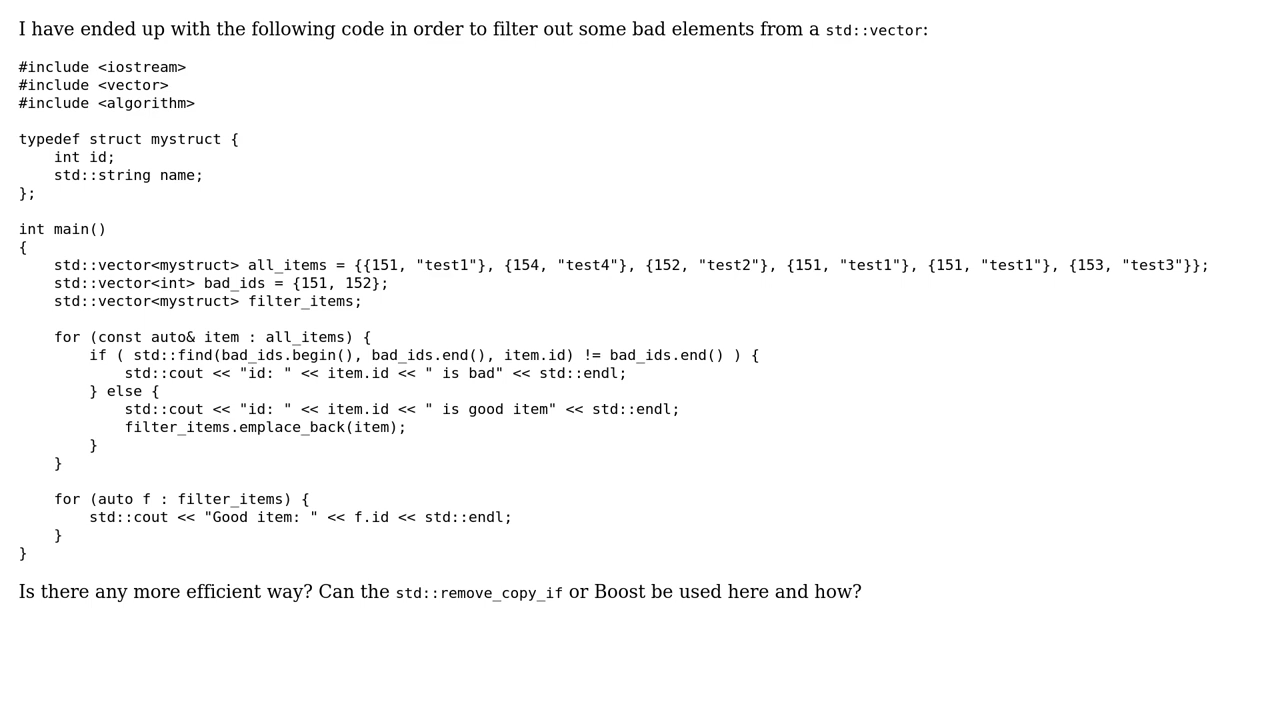 I have ended up with the following code in order to filter out some bad elements from a std::vector:
#include <iostream>
#include <vector>
#include <algorithm>
typedef struct mystruct {
    int id;
    std::string name;
};
int main()
{
    std::vector<mystruct> all_items = {{151, "test1"}, {154, "test4"}, {152, "test2"}, {151, "test1"}, {151, "test1"}, {153, "test3"}};
    std::vector<int> bad_ids = {151, 152};
    std::vector<mystruct> filter_items;
    for (const auto& item : all_items) {
        if ( std::find(bad_ids.begin(), bad_ids.end(), item.id) != bad_ids.end() ) {
            std::cout << "id: " << item.id << " is bad" << std::endl;
        } else {
            std::cout << "id: " << item.id << " is good item" << std::endl;
            filter_items.emplace_back(item);
        }
    }
    for (auto f : filter_items) {
        std::cout << "Good item: " << f.id << std::endl;
    }
}
Is there any more efficient way? Can the std::remove_copy_if or Boost be used here and how?